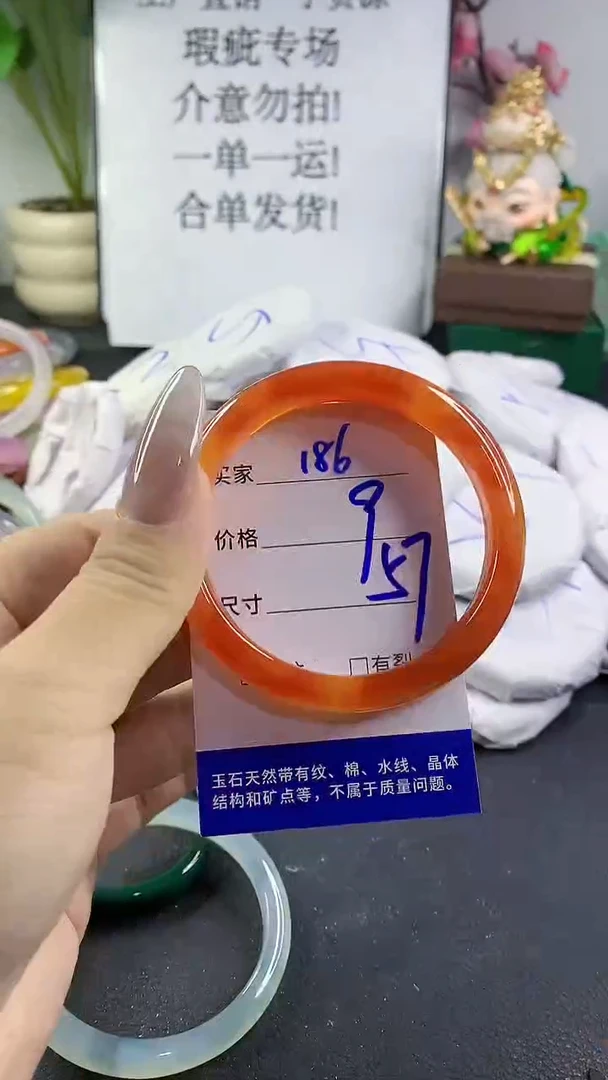 瑕疵专场
介意勿拍!
一单一运!
合单发货!
买家 186
价格 9
尺寸 57
□有裂
玉石天然带有纹、棉、水线、晶体
结构和矿点等，不属于质量问题。